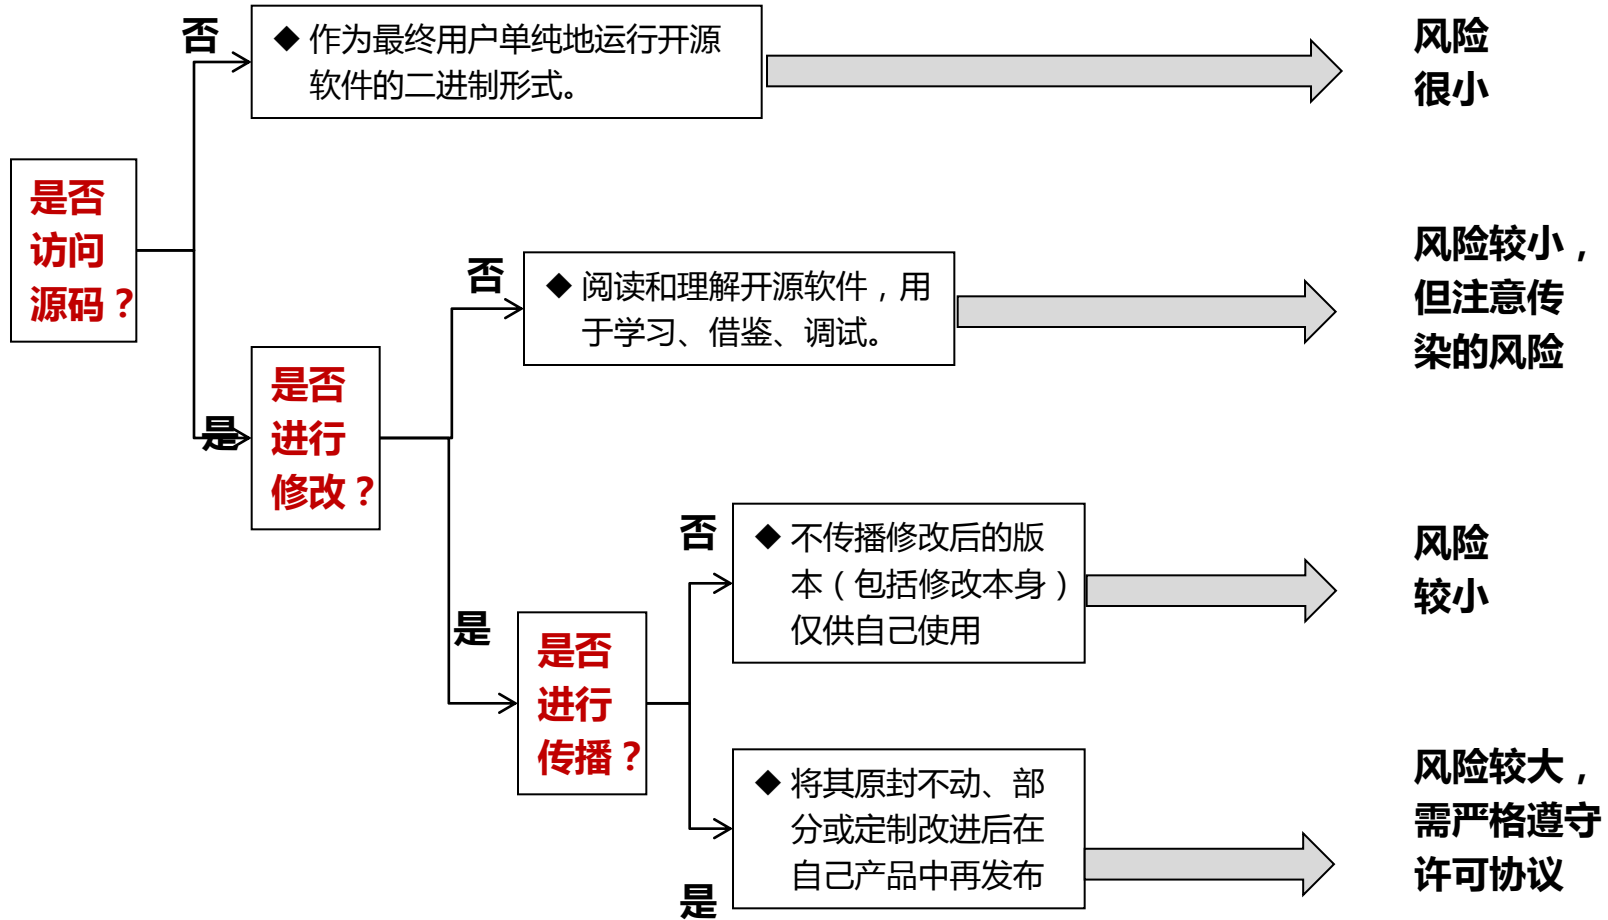 否
◆ 作为最终用户单纯地运行开源
软件的二进制形式。
风险
很小
是否
访问
源码？
否
◆ 阅读和理解开源软件，用
于学习、借鉴、调试。
风险较小，
但注意传
染的风险
是
是否
进行
修改？
否
◆ 不传播修改后的版
本（包括修改本身）
仅供自己使用
风险
较小
是
是否
进行
传播？
◆ 将其原封不动、部
分或定制改进后在
自己产品中再发布
是
风险较大，
需严格遵守
许可协议